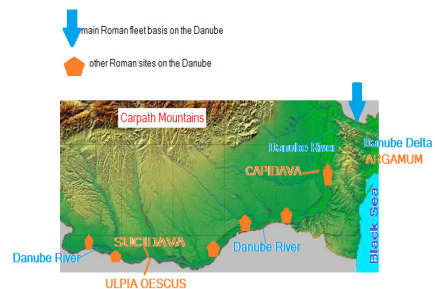 main Roman fleet basis on the Danube
other Roman sites on the Danube
Carpath Mountains
Danube River
Danube Delta
ARGAMUM
CAPIDAVA
Black Sea
SUCIDAVA
Danube River
Danube River
ULPIA OESCUS